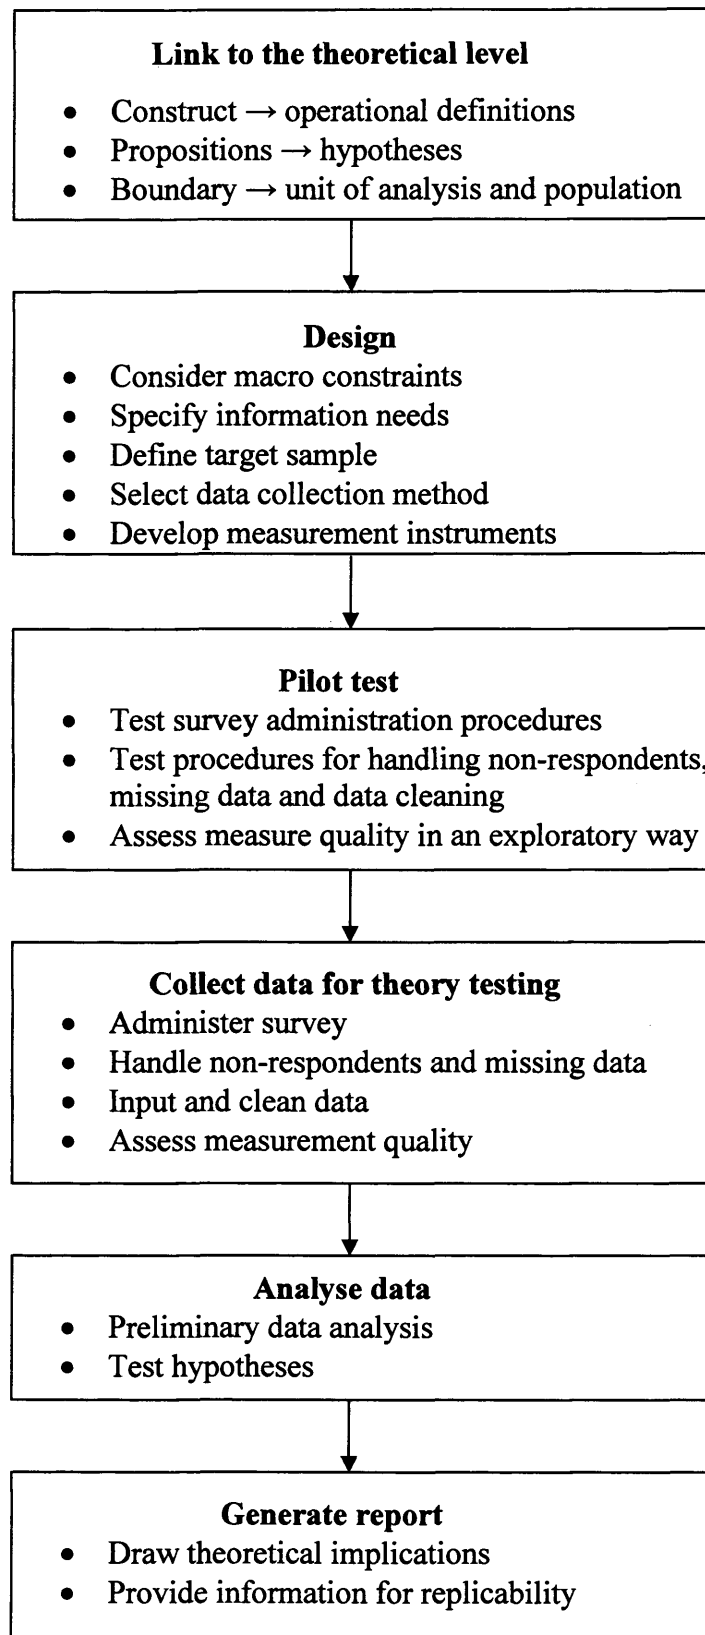 Link to the theoretical level
• Construct → operational definitions
• Propositions → hypotheses
• Boundary → unit of analysis and population
Design
• Consider macro constraints
• Specify information needs
• Define target sample
• Select data collection method
• Develop measurement instruments
Pilot test
• Test survey administration procedures
• Test procedures for handling non-respondents,
missing data and data cleaning
• Assess measure quality in an exploratory way
Collect data for theory testing
• Administer survey
• Handle non-respondents and missing data
• Input and clean data
• Assess measurement quality
Analyse data
• Preliminary data analysis
• Test hypotheses
Generate report
• Draw theoretical implications
• Provide information for replicability